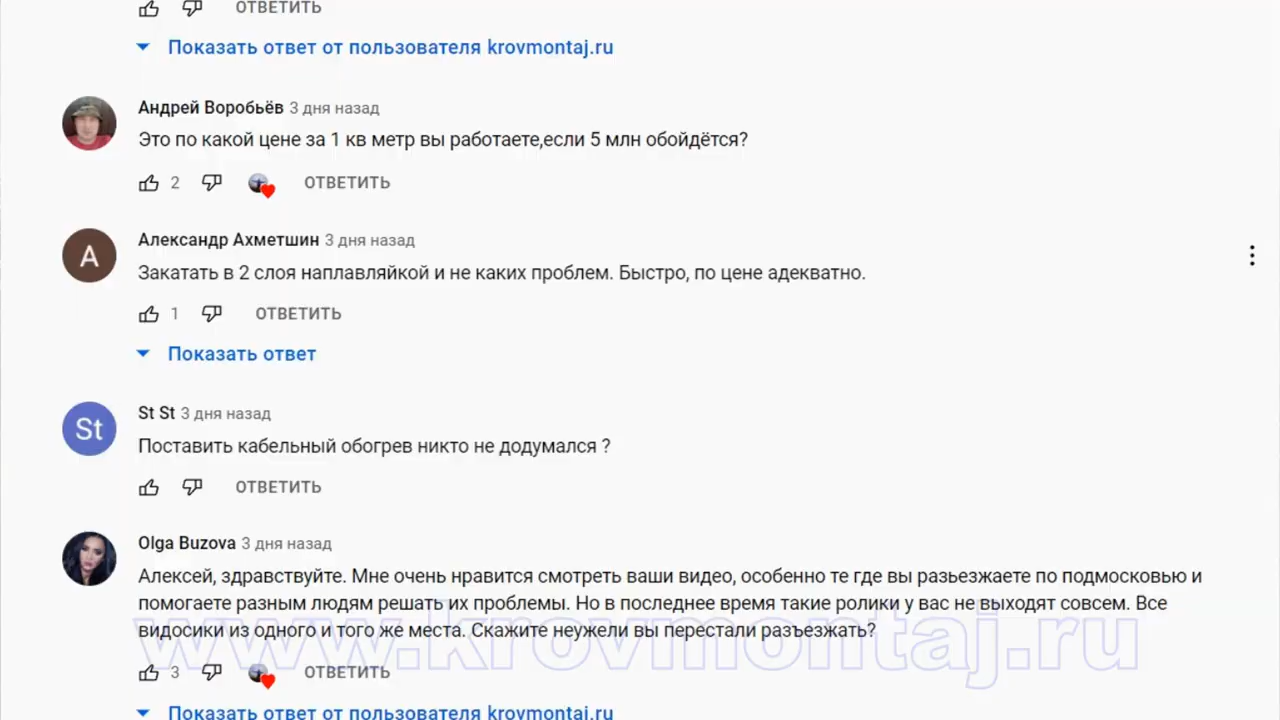 ОТВЕТИТЬ
Показать ответ от пользователя krovmontaj.ru
Андрей Воробьёв 3 дня назад
Это по какой цене за 1 кв метр вы работаете,если 5 млн обойдётся?
2 ОТВЕТИТЬ
А
Александр Ахметшин 3 дня назад
Закатать в 2 слоя наплавляйкой и не каких проблем. Быстро, по цене адекватно.
1 ОТВЕТИТЬ
Показать ответ
St
St St 3 дня назад
Поставить кабельный обогрев никто не додумался ?
ОТВЕТИТЬ
Olga Buzova 3 дня назад
Алексей, здравствуйте. Мне очень нравится смотреть ваши видео, особенно те где вы разьезжаете по подмосковью и
помогаете разным людям решать их проблемы. Но в последнее время такие ролики у вас не выходят совсем. Все
видосики из одного и того же места. Скажите неужели вы перестали разъезжать?
www.krovmontaj.ru
3 ОТВЕТИТЬ
Показать ответ от пользователя krovmontaj.ru